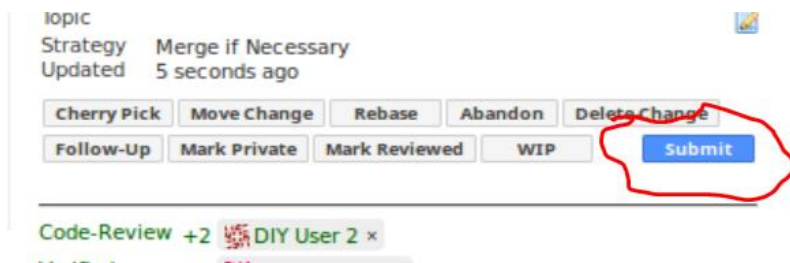 Topic
Strategy Merge if Necessary
Updated 5 seconds ago
Cherry Pick Move Change Rebase Abandon Delete Change
Follow-Up Mark Private Mark Reviewed WIP Submit
Code-Review +2 DIY User 2 ×